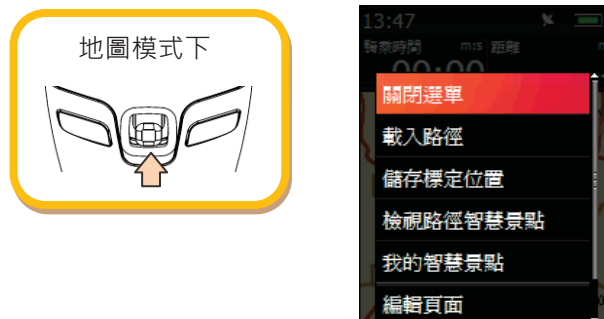 地圖模式下
13:47
騎乘時間 m:s 距離
00:00
關閉選單
載入路徑
儲存標定位置
檢視路徑智慧景點
我的智慧景點
編輯頁面